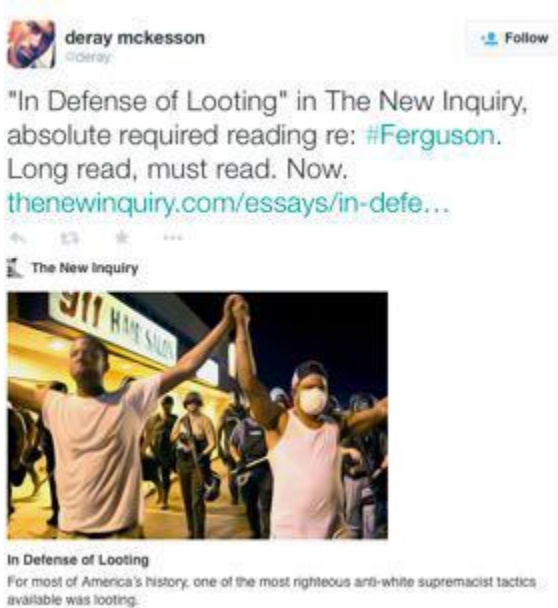 deray mckesson
@deray
Follow
"In Defense of Looting" in The New Inquiry,
absolute required reading re: #Ferguson.
Long read, must read. Now.
thenewinquiry.com/essays/in-defe...
The New Inquiry
911 HAIR SALON
In Defense of Looting
For most of America's history, one of the most righteous anti-white supremacist tactics
available was looting.